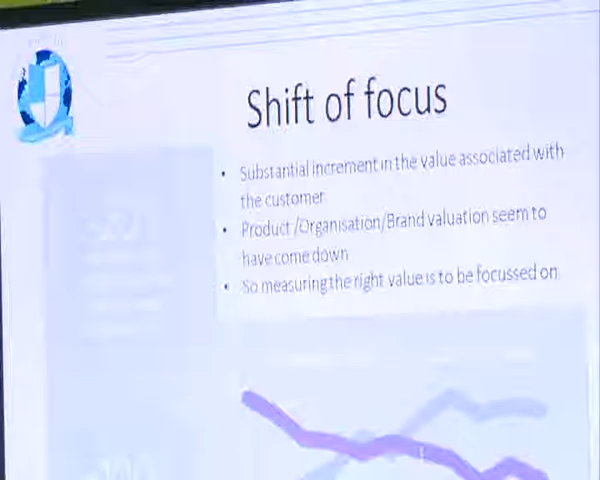 Shift of focus
• Substantial increment in the value associated with
the customer
• Product /Organisation/Brand valuation seem to
have come down
• So measuring the right value is to be focussed on